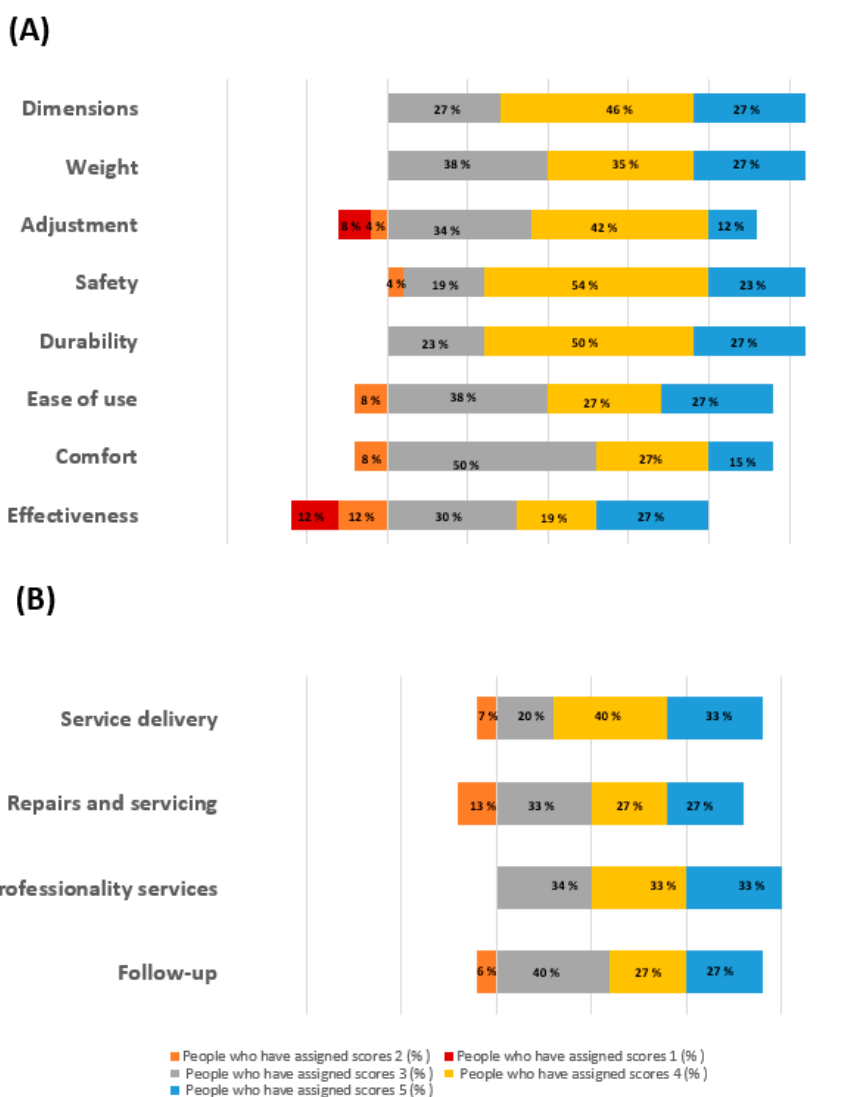 (A)
Dimensions 27 % 46 % 27 %
Weight 38 % 35 % 27 %
Adjustment 8 % 4 % 34 % 42 % 12 %
Safety 4 % 19 % 54 % 23 %
Durability 23 % 50 % 27 %
Ease of use 8 % 38 % 27 % 27 %
Comfort 8 % 50 % 27% 15 %
Effectiveness 12 % 12 % 30 % 19 % 27 %
(B)
Service delivery 7 % 20 % 40 % 33 %
Repairs and servicing 13 % 33 % 27 % 27 %
rofessionality services 34 % 33 % 33 %
Follow-up 6 % 40 % 27 % 27 %
People who have assigned scores 2 (% ) People who have assigned scores 1 (% )
People who have assigned scores 3 (% ) People who have assigned scores 4 (% )
People who have assigned scores 5 (% )